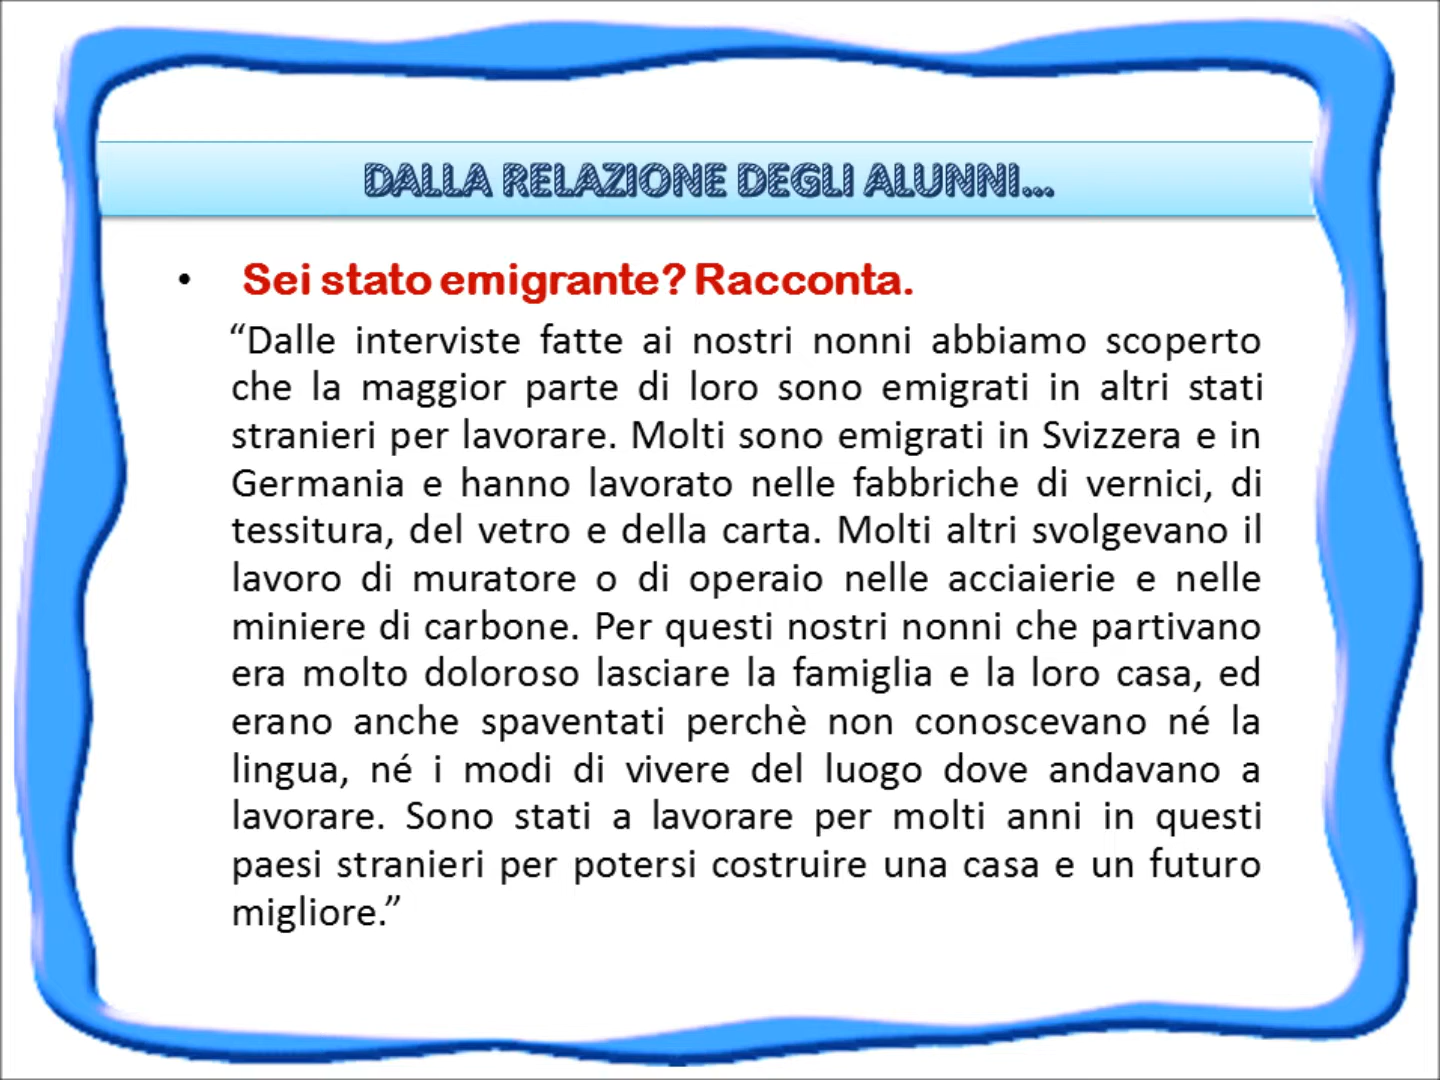 DALLA RELAZIONE DEGLI ALUNNI...
• Sei stato emigrante? Racconta.
“Dalle interviste fatte ai nostri nonni abbiamo scoperto
che la maggior parte di loro sono emigrati in altri stati
stranieri per lavorare. Molti sono emigrati in Svizzera e in
Germania e hanno lavorato nelle fabbriche di vernici, di
tessitura, del vetro e della carta. Molti altri svolgevano il
lavoro di muratore o di operaio nelle acciaierie e nelle
miniere di carbone. Per questi nostri nonni che partivano
era molto doloroso lasciare la famiglia e la loro casa, ed
erano anche spaventati perchè non conoscevano né la
lingua, né i modi di vivere del luogo dove andavano a
lavorare. Sono stati a lavorare per molti anni in questi
paesi stranieri per potersi costruire una casa e un futuro
migliore.”